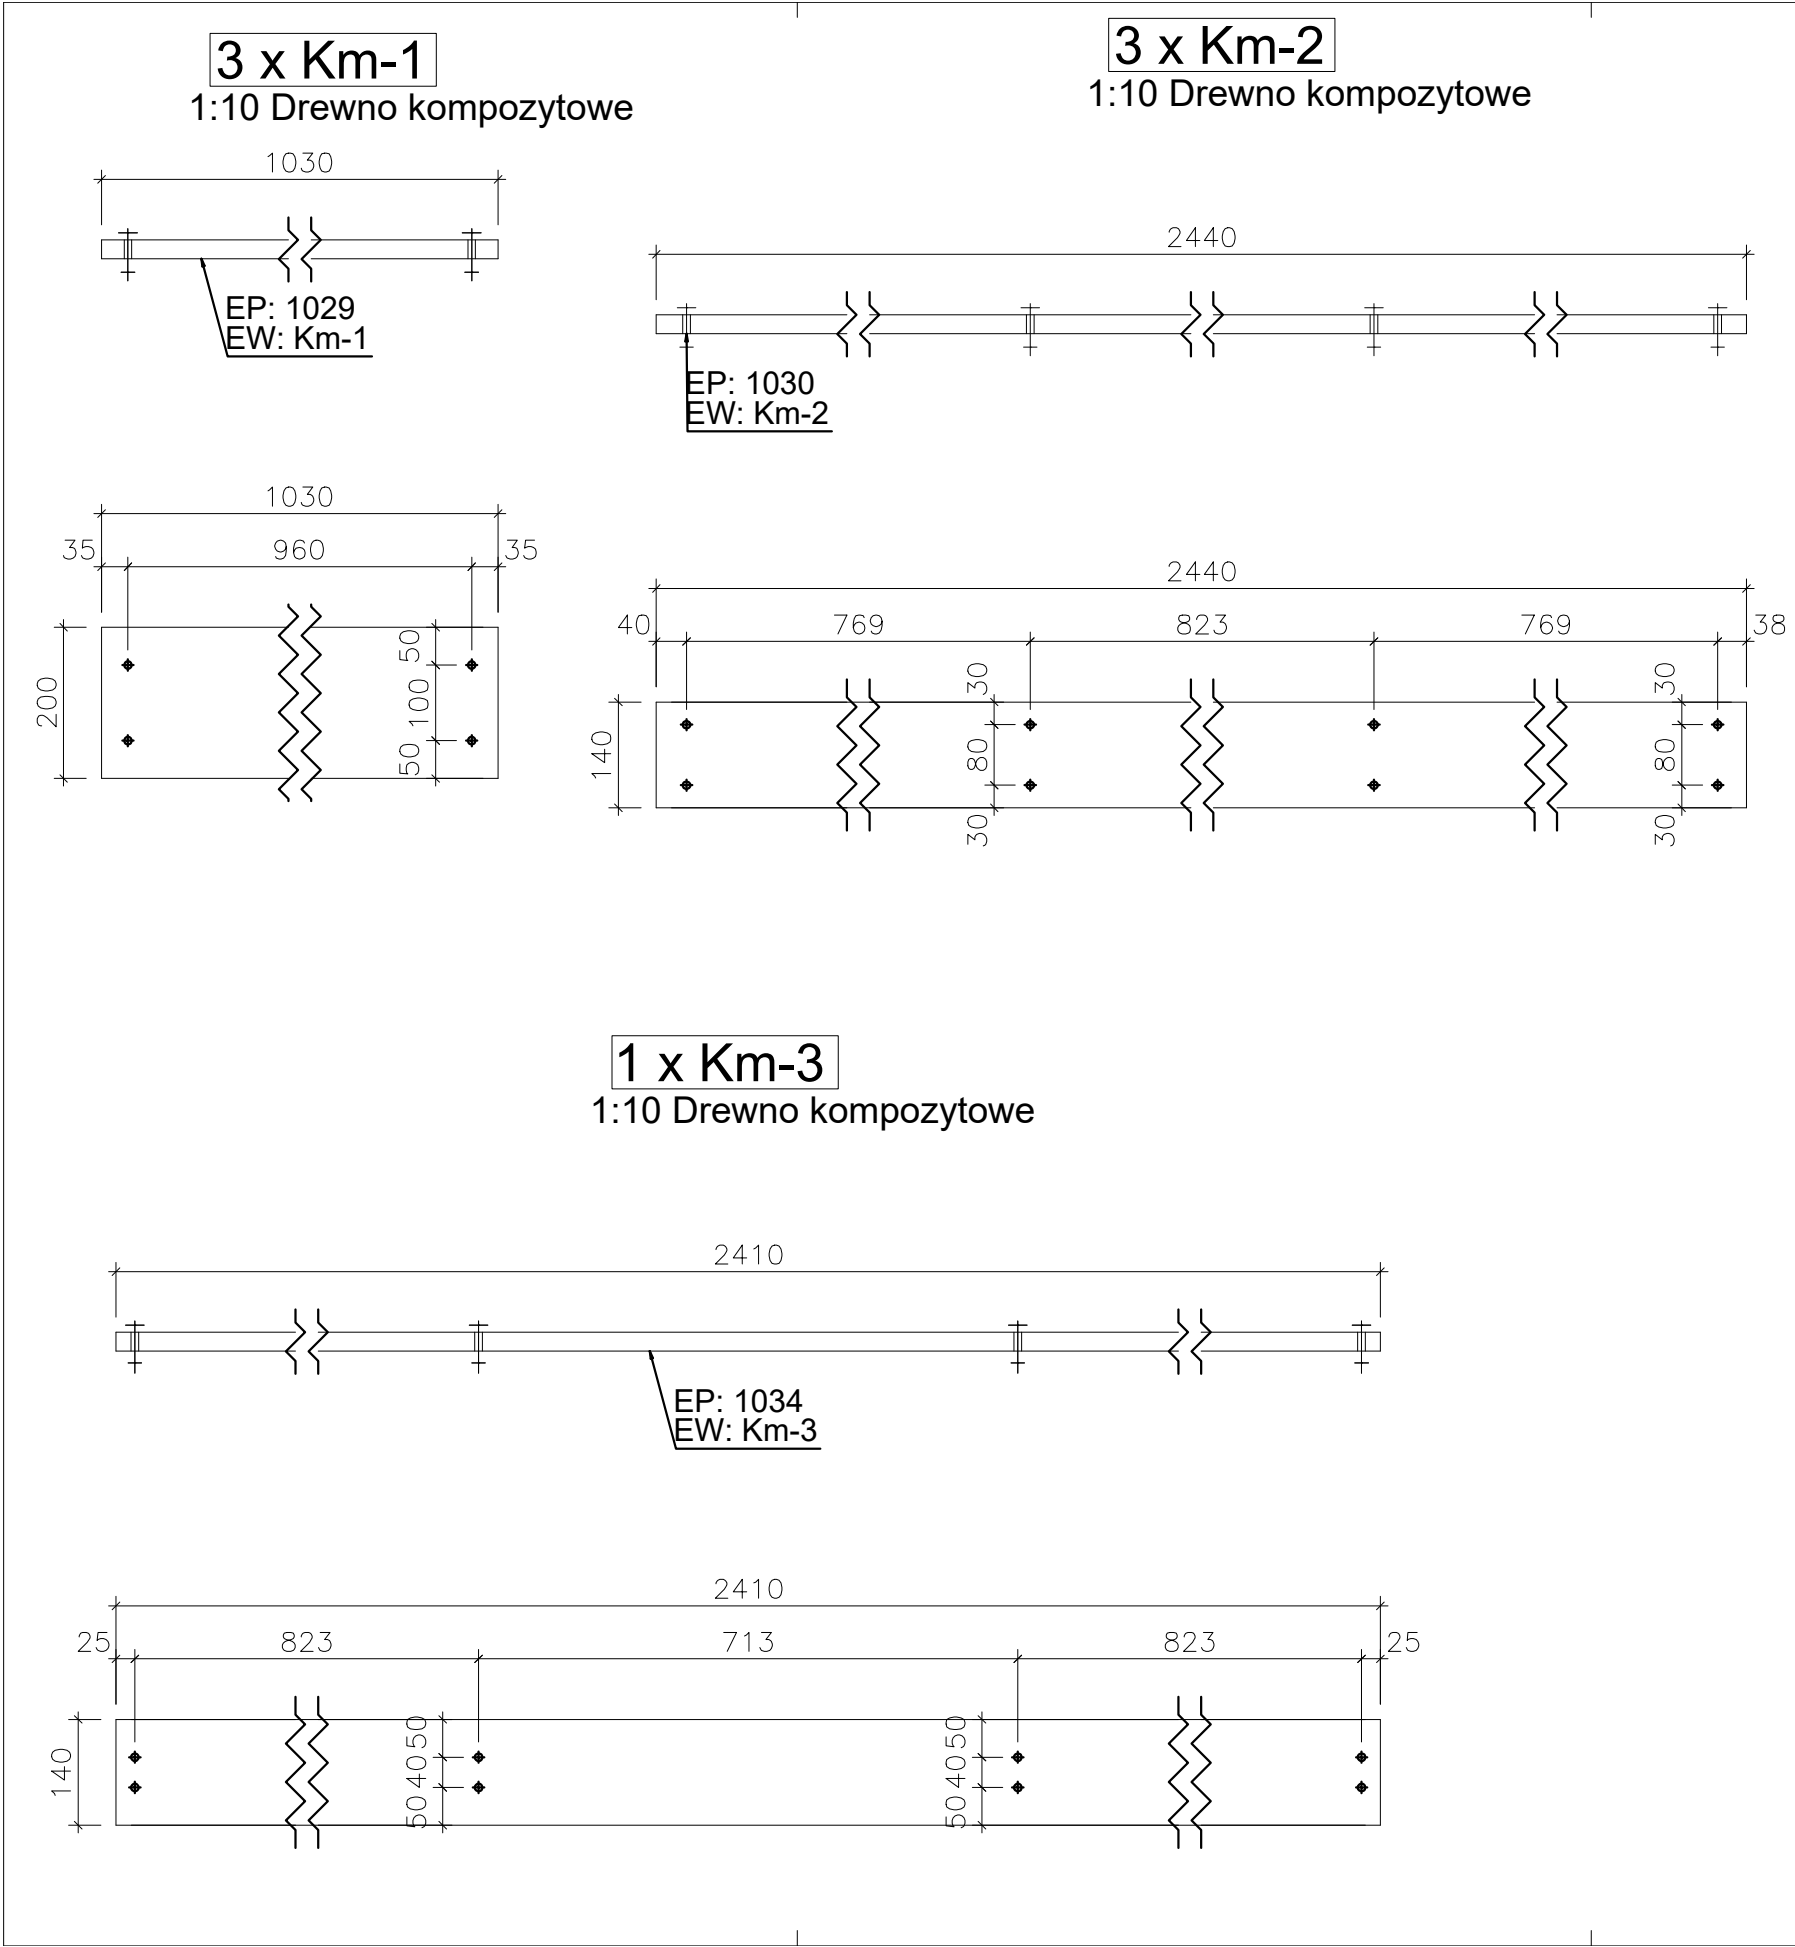 3 x Km-1
1:10 Drewno kompozytowe
1030
EP: 1029
EW: Km-1
1030
35 960 35
200
50
100
50
3 x Km-2
1:10 Drewno kompozytowe
2440
EP: 1030
EW: Km-2
2440
40 769 823 769 38
140
30
80
30
30
80
30
1 x Km-3
1:10 Drewno kompozytowe
2410
EP: 1034
EW: Km-3
2410
25 823 713 823 25
140
50
40
50
50
40
50